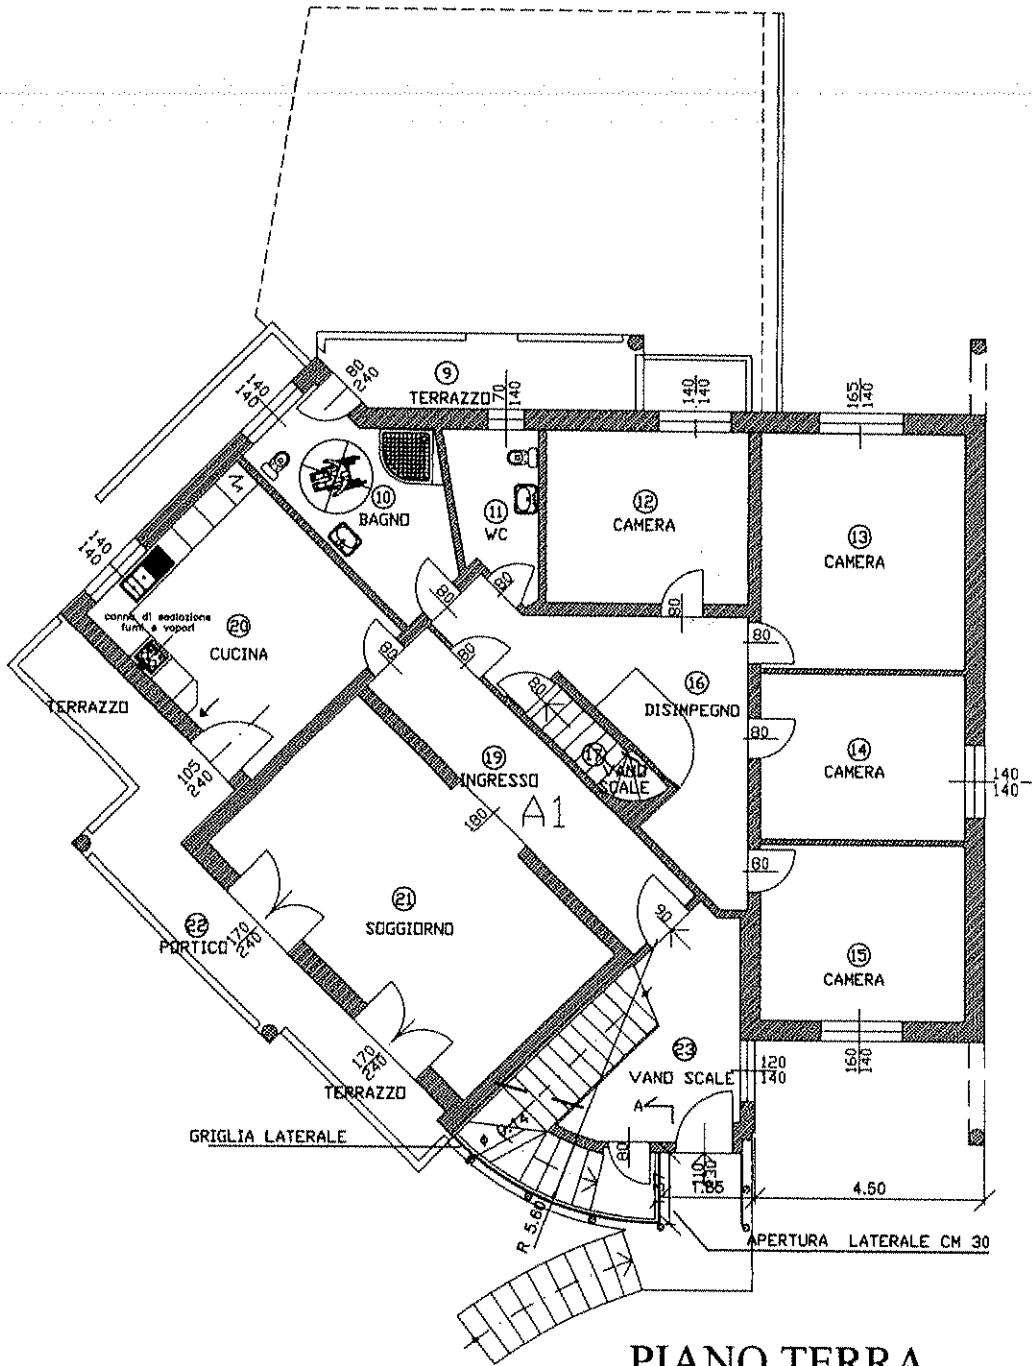 80
240
9
TERRAZZO
70
140
140
140
165
140
140
140
10
BAGNO
11
WC
12
CAMERA
13
CAMERA
140
140
canna di esalazione
fumi e vapori
20
CUCINA
80
80
80
80
80
80
TERRAZZO
16
DISIMPEGNO
80
105
240
19
INGRESSO
17
VANO
SCALE
14
CAMERA
140
140
180
A1
80
21
SOGGIORNO
90
22
PORTICO
170
240
15
CAMERA
170
240
TERRAZZO
23
VANO SCALE
120
140
160
140
A
GRIGLIA LATERALE
80
110
230
1.85
4.50
R 5.60
APERTURA LATERALE CM 30
PIANO TERRA